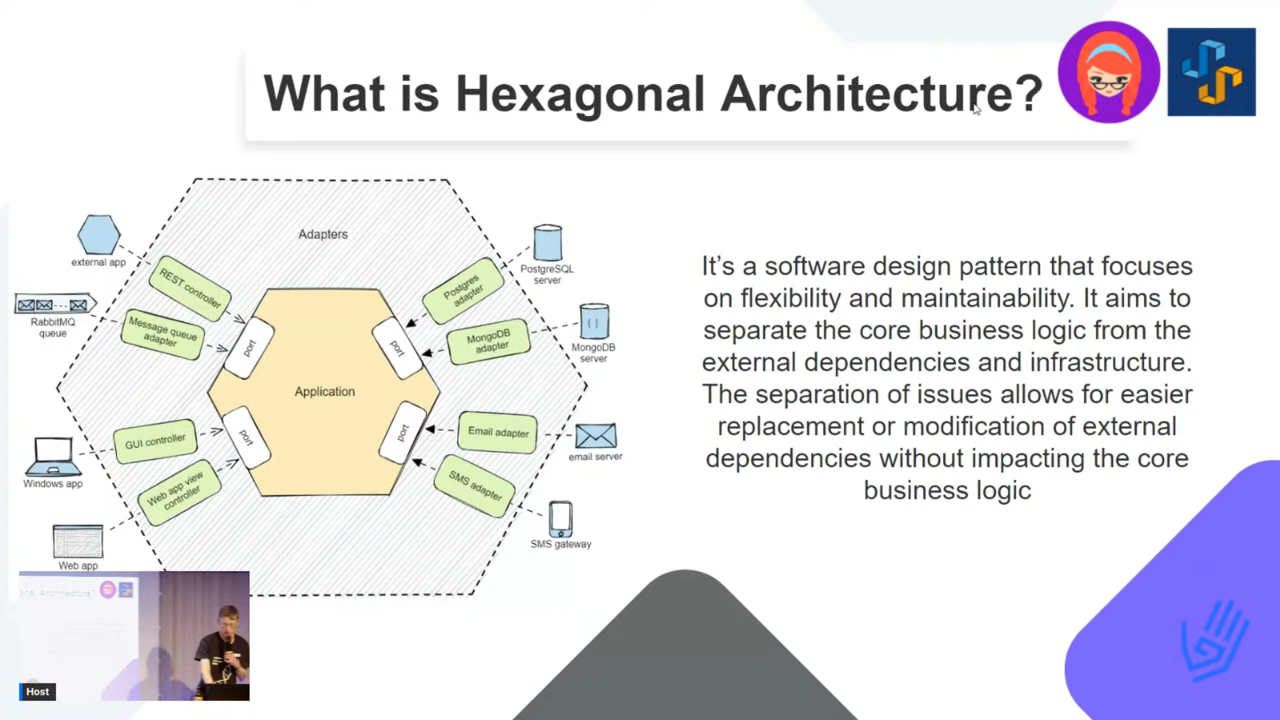 What is Hexagonal Architecture?
Adapters
external app
REST controller
RabbitMQ
queue
Message queue
adapter
port
port
Application
PostgreSQL
server
Postgres
adapter
MongoDB
server
MongoDB
adapter
Windows app
GUI controller
port
port
Email adapter
email server
Web app
Web app view
controller
SMS adapter
SMS gateway
It’s a software design pattern that focuses
on flexibility and maintainability. It aims to
separate the core business logic from the
external dependencies and infrastructure.
The separation of issues allows for easier
replacement or modification of external
dependencies without impacting the core
business logic
Host